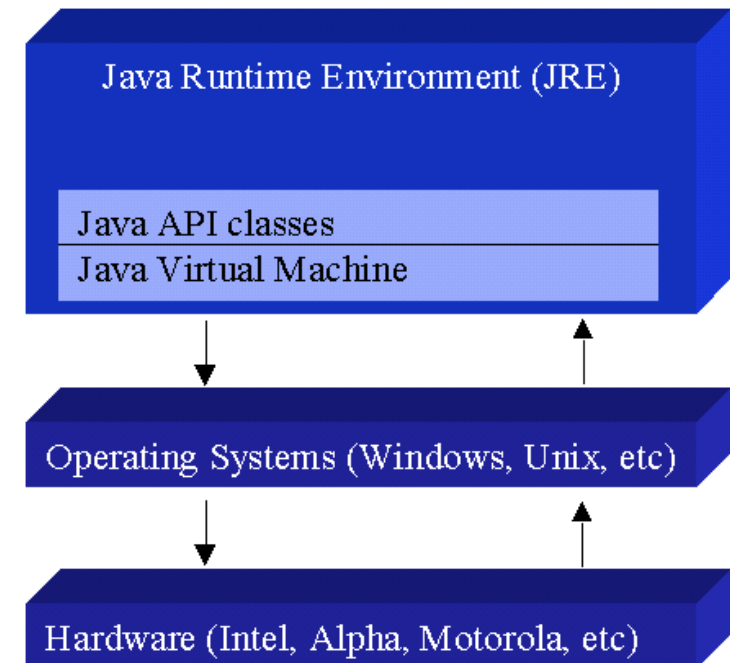 Java Runtime Environment (JRE)
Java API classes
Java Virtual Machine
Operating Systems (Windows, Unix, etc)
Hardware (Intel, Alpha, Motorola, etc)